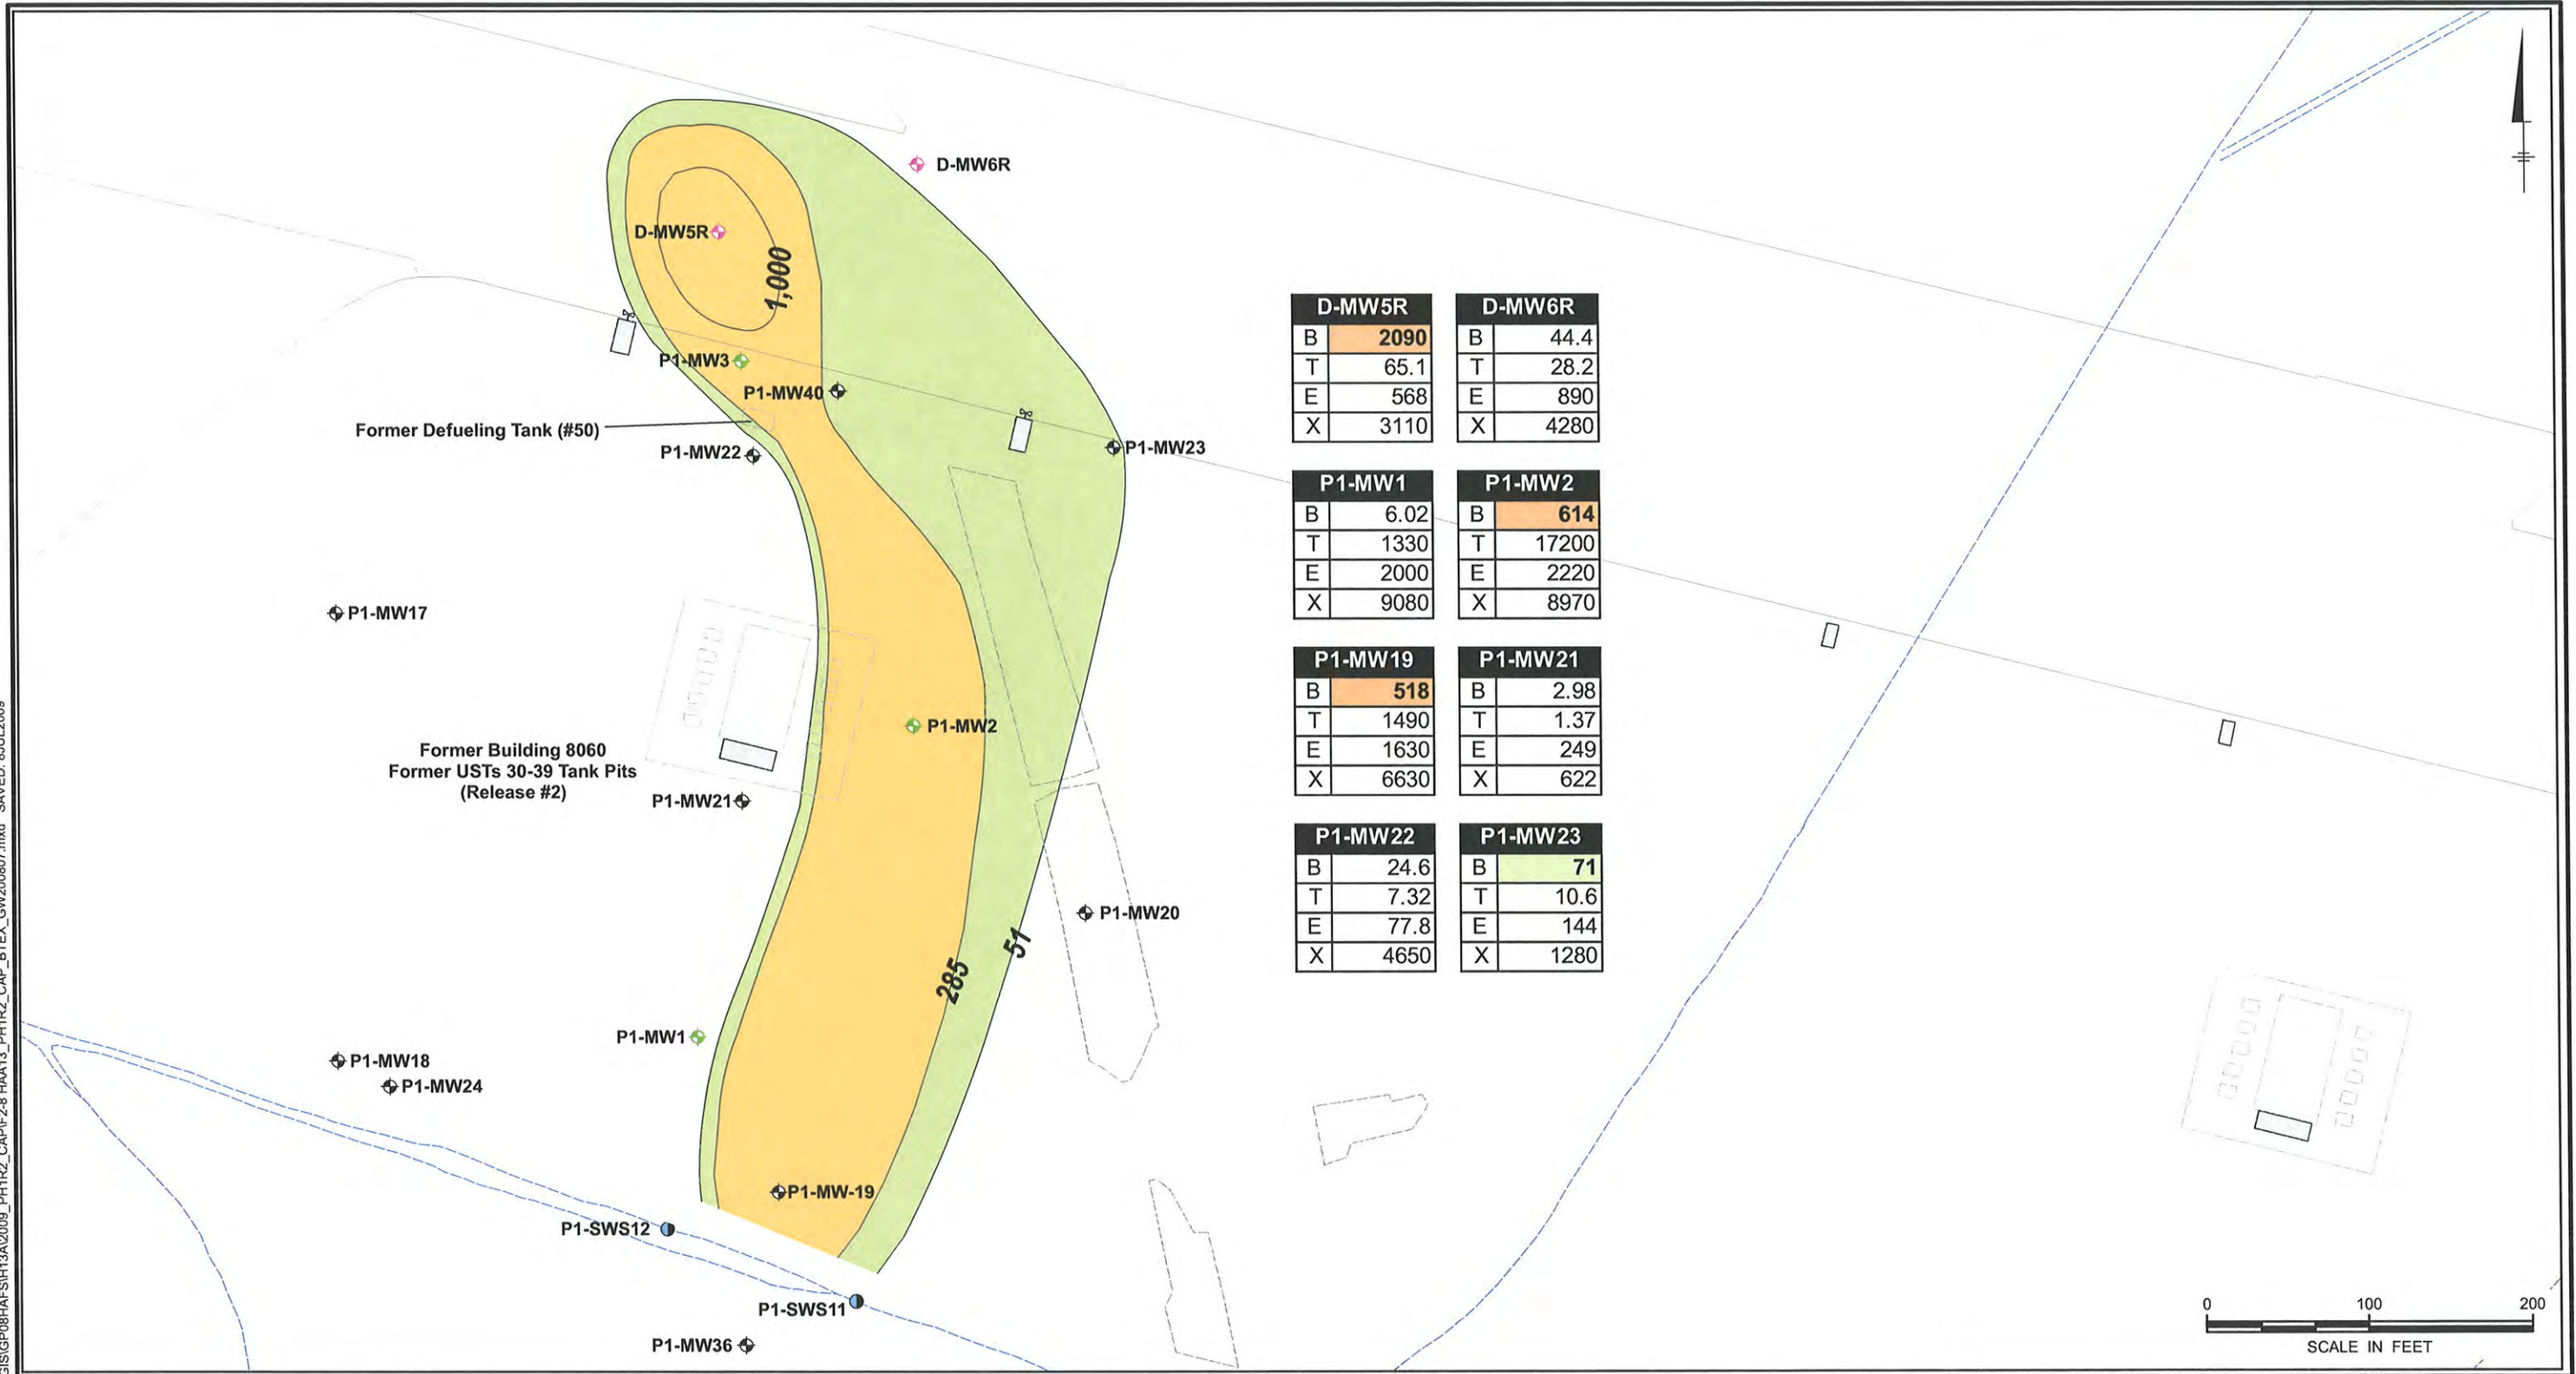 D-MW6R
D-MW5R
1,000
P1-MW3
P1-MW40
Former Defueling Tank (#50)
P1-MW22
P1-MW23
P1-MW17
P1-MW2
Former Building 8060
Former USTs 30-39 Tank Pits
(Release #2)
P1-MW21
P1-MW20
51
285
P1-MW1
P1-MW18
P1-MW24
P1-MW-19
P1-SWS12
P1-SWS11
P1-MW36
D-MW5R
B 2090
T 65.1
E 568
X 3110
D-MW6R
B 44.4
T 28.2
E 890
X 4280
P1-MW1
B 6.02
T 1330
E 2000
X 9080
P1-MW2
B 614
T 17200
E 2220
X 8970
P1-MW19
B 518
T 1490
E 1630
X 6630
P1-MW21
B 2.98
T 1.37
E 249
X 622
P1-MW22
B 24.6
T 7.32
E 77.8
X 4650
P1-MW23
B 71
T 10.6
E 144
X 1280
0 100 200
SCALE IN FEET